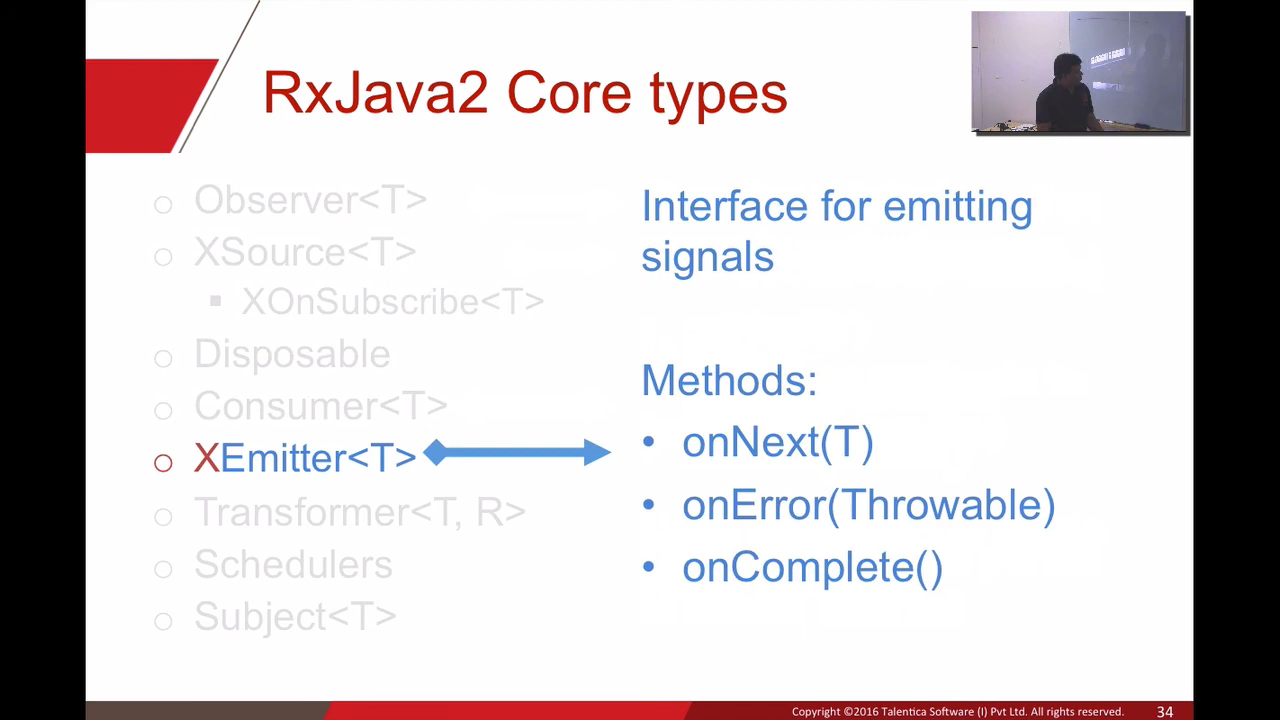 RxJava2 Core types
Observer<T>
XSource<T>
XOnSubscribe<T>
Disposable
Consumer<T>
XEmitter<T>
Transformer<T, R>
Schedulers
Subject<T>
Interface for emitting
signals
Methods:
• onNext(T)
• onError(Throwable)
• onComplete()
Copyright ©2016 Talentica Software (I) Pvt Ltd. All rights reserved.
34